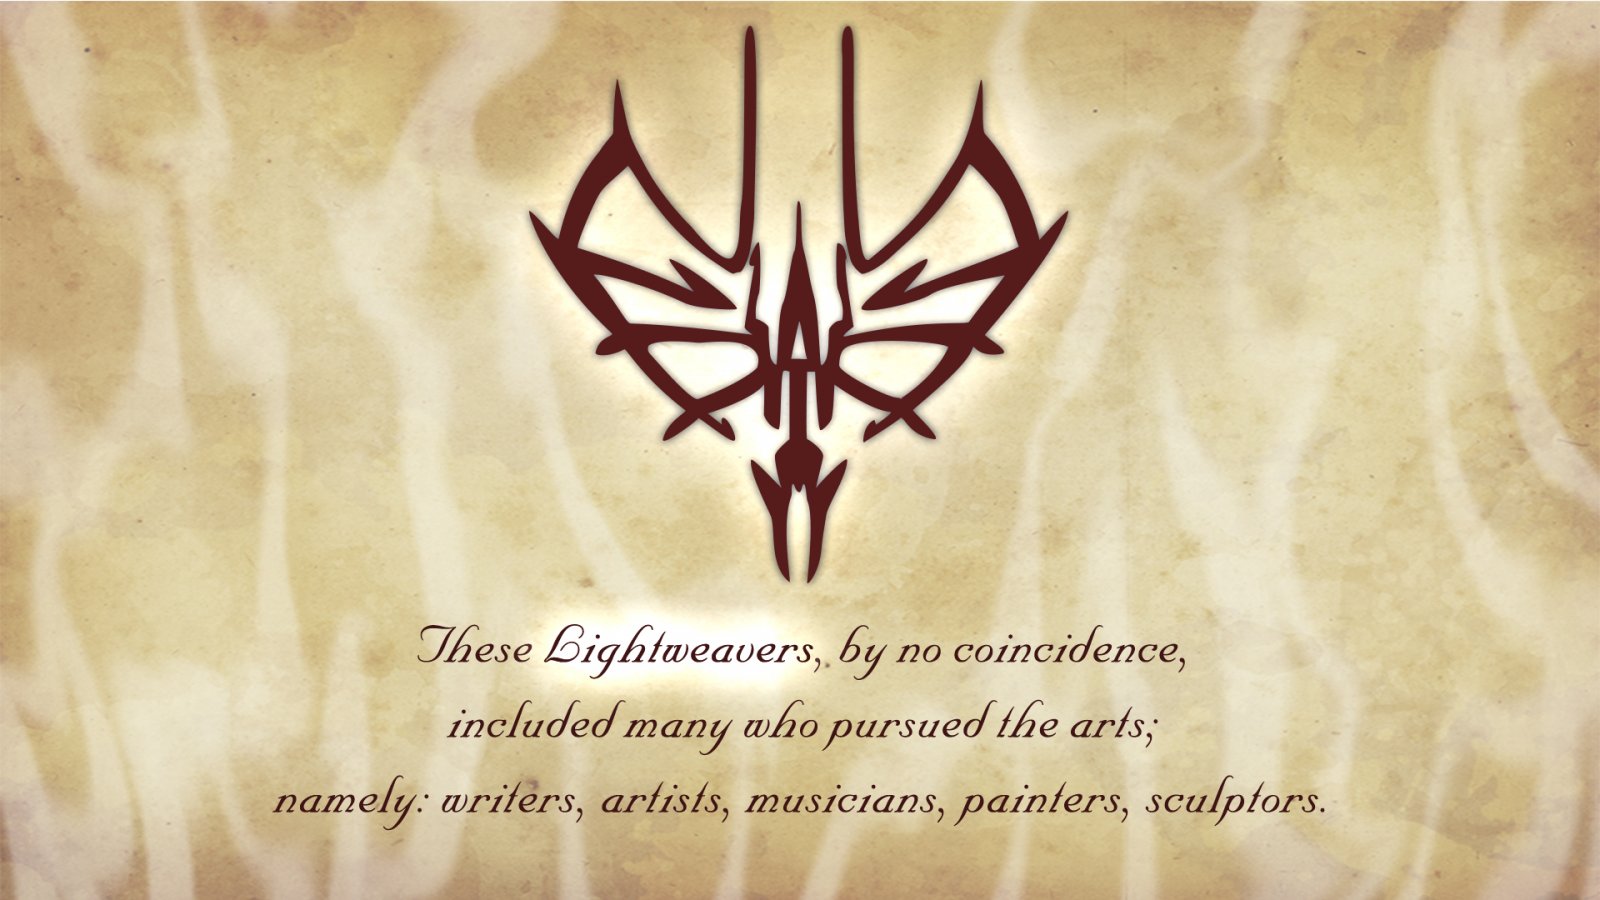 These Lightweavers, by no coincidence,
included many who pursued the arts;
namely: writers, artists, musicians, painters, sculptors.